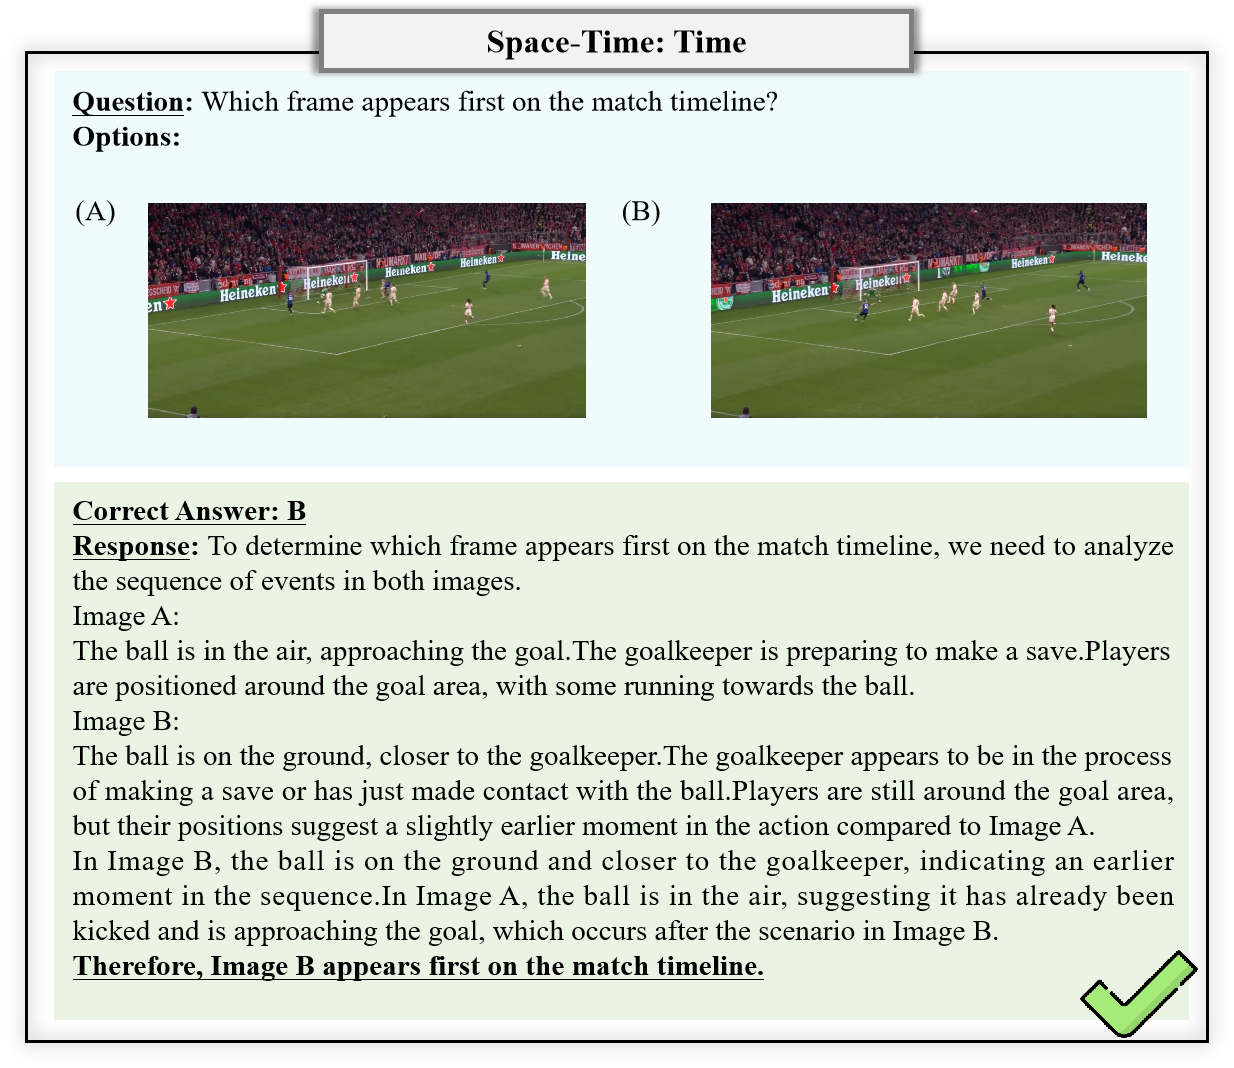 Space-Time: Time
Question: Which frame appears first on the match timeline?
Options:
(A)
(B)
Heineken
Heineken
Heineken
Heineken
Heine
Heineken
Heineken
Heineken
Heineke
Correct Answer: B
Response: To determine which frame appears first on the match timeline, we need to analyze
the sequence of events in both images.
Image A:
The ball is in the air, approaching the goal.The goalkeeper is preparing to make a save.Players
are positioned around the goal area, with some running towards the ball.
Image B:
The ball is on the ground, closer to the goalkeeper.The goalkeeper appears to be in the process
of making a save or has just made contact with the ball.Players are still around the goal area,
but their positions suggest a slightly earlier moment in the action compared to Image A.
In Image B, the ball is on the ground and closer to the goalkeeper, indicating an earlier
moment in the sequence.In Image A, the ball is in the air, suggesting it has already been
kicked and is approaching the goal, which occurs after the scenario in Image B.
Therefore, Image B appears first on the match timeline.